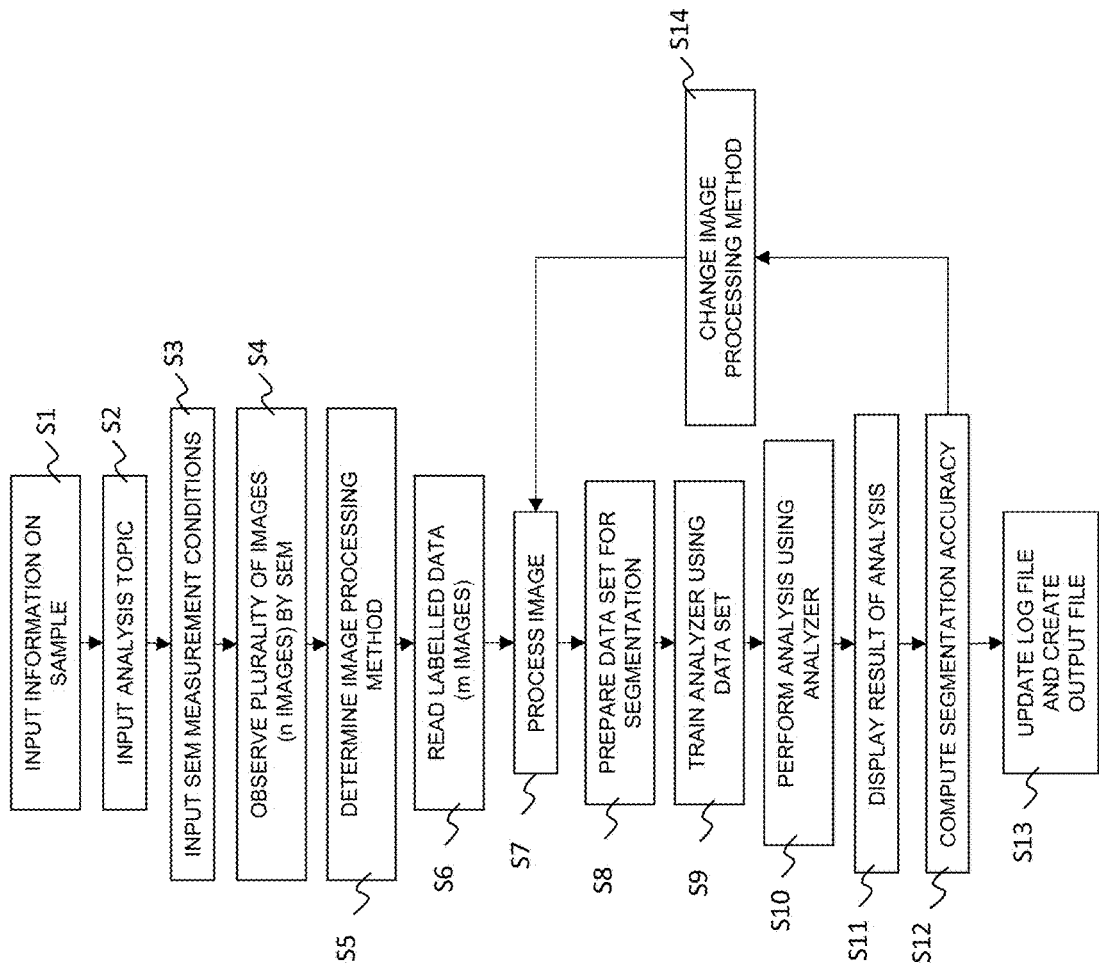 INPUT INFORMATION ON
SAMPLE
S1
INPUT ANALYSIS TOPIC
S2
INPUT SEM MEASUREMENT CONDITIONS
S3
OBSERVE PLURALITY OF IMAGES
(n IMAGES) BY SEM
S4
DETERMINE IMAGE PROCESSING
METHOD
S5
READ LABELLED DATA
(m IMAGES)
S6
PROCESS IMAGE
S7
PREPARE DATA SET FOR
SEGMENTATION
S8
TRAIN ANALYZER USING
DATA SET
S9
PERFORM ANALYSIS USING
ANALYZER
S10
DISPLAY RESULT OF ANALYSIS
S11
COMPUTE SEGMENTATION ACCURACY
S12
UPDATE LOG FILE
AND CREATE
OUTPUT FILE
S13
CHANGE IMAGE
PROCESSING METHOD
S14